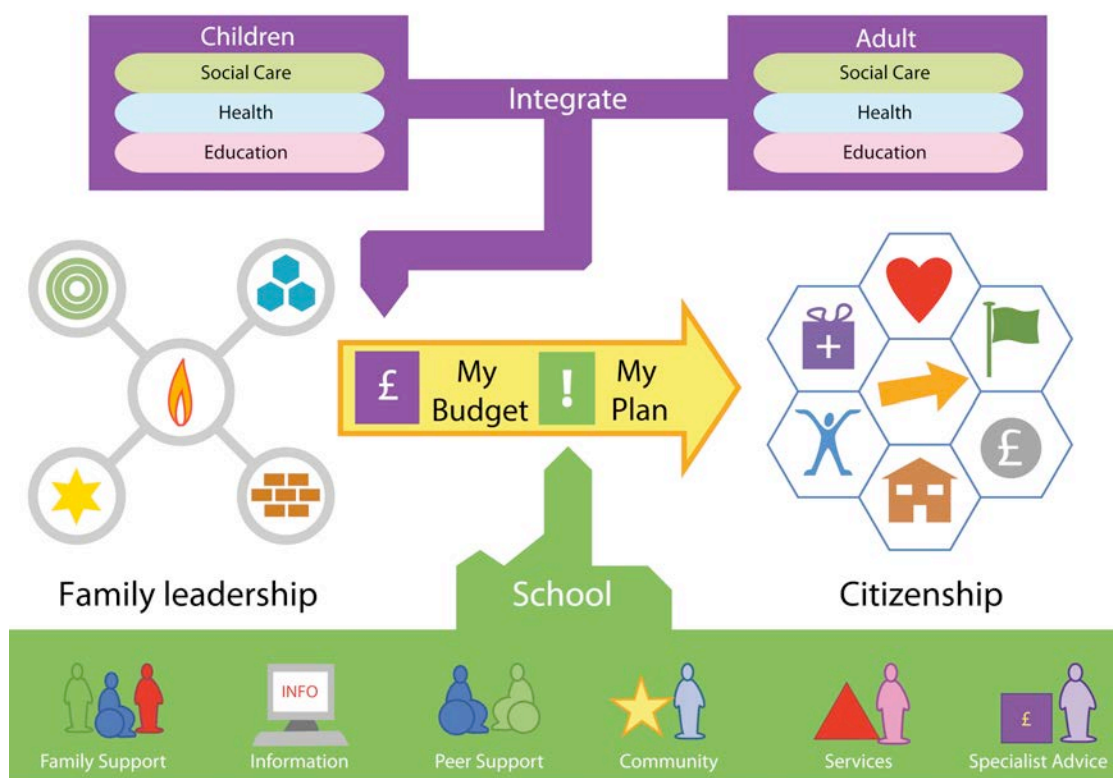 Children
Social Care
Health
Education
Integrate
Adult
Social Care
Health
Education
£
My
Budget
!
My
Plan
+
£
Family leadership
School
Citizenship
INFO
£
Family Support
Information
Peer Support
Community
Services
Specialist Advice